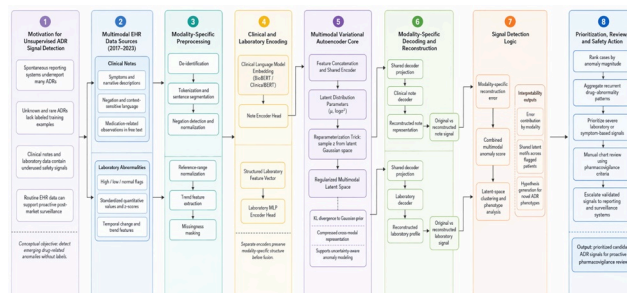 1
Motivation for
Unsupervised ADR
Signal Detection
Spontaneous reporting
systems underreport
many ADRs
Unknown and rare ADRs
lack labeled training
examples
Clinical notes and
laboratory data contain
underused safety signals
Routine EHR data can
support proactive post-
market surveillance
Conceptual objective: detect
emerging drug-related
anomalies without labels.
2
Multimodal EHR
Data Sources
(2017–2023)
Clinical Notes
Symptoms and
narrative descriptions
Negation and context-
sensitive language
Medication-related
observations in free text
Laboratory Abnormalities
High / low / normal flags
Standardized quantitative
values and z-scores
Temporal change and
trend features
3
Modality-Specific
Preprocessing
De-identification
Tokenization and
sentence segmentation
Negation detection and
normalization
Reference-range
normalization
Trend feature
extraction
Missingness
masking
4
Clinical and
Laboratory Encoding
Clinical Language Model
Embedding (BioBERT /
ClinicalBERT)
Note Encoder Head
Structured Laboratory
Feature Vector
Laboratory MLP
Encoder Head
Separate encoders preserve
modality-specific structure
before fusion.
5
Multimodal Variational
Autoencoder Core
Feature Concatenation
and Shared Encoder
Latent Distribution
Parameters
(μ, logσ²)
Reparameterization Trick:
sample z from latent
Gaussian space
Regularized Multimodal
Latent Space
KL divergence to Gaussian prior
Compressed cross-modal
representation
Supports uncertainty-aware
anomaly modeling
6
Modality-Specific
Decoding and
Reconstruction
Shared decoder
projection
Clinical note
decoder
Reconstructed note
representation
Original vs
reconstructed
note signal
Shared decoder
projection
Laboratory
decoder
Reconstructed
laboratory profile
Original vs
reconstructed
laboratory signal
7
Signal Detection
Logic
Modality-specific
reconstruction
error
Combined
multimodal
anomaly score
Latent-space
clustering and
phenotype
analysis
Interpretability
outputs
Error
contribution
by modality
Shared latent
motifs across
flagged
patients
Hypothesis
generation for
novel ADR
phenotypes
8
Prioritization, Review,
and Safety Action
Rank cases by
anomaly magnitude
Aggregate recurrent
drug-abnormality
patterns
Prioritize severe
laboratory or
symptom-based signals
Manual chart review
using
pharmacovigilance
criteria
Escalate validated
signals to reporting
and surveillance
systems
Output: prioritized candidate
ADR signals for proactive
pharmacovigilance review